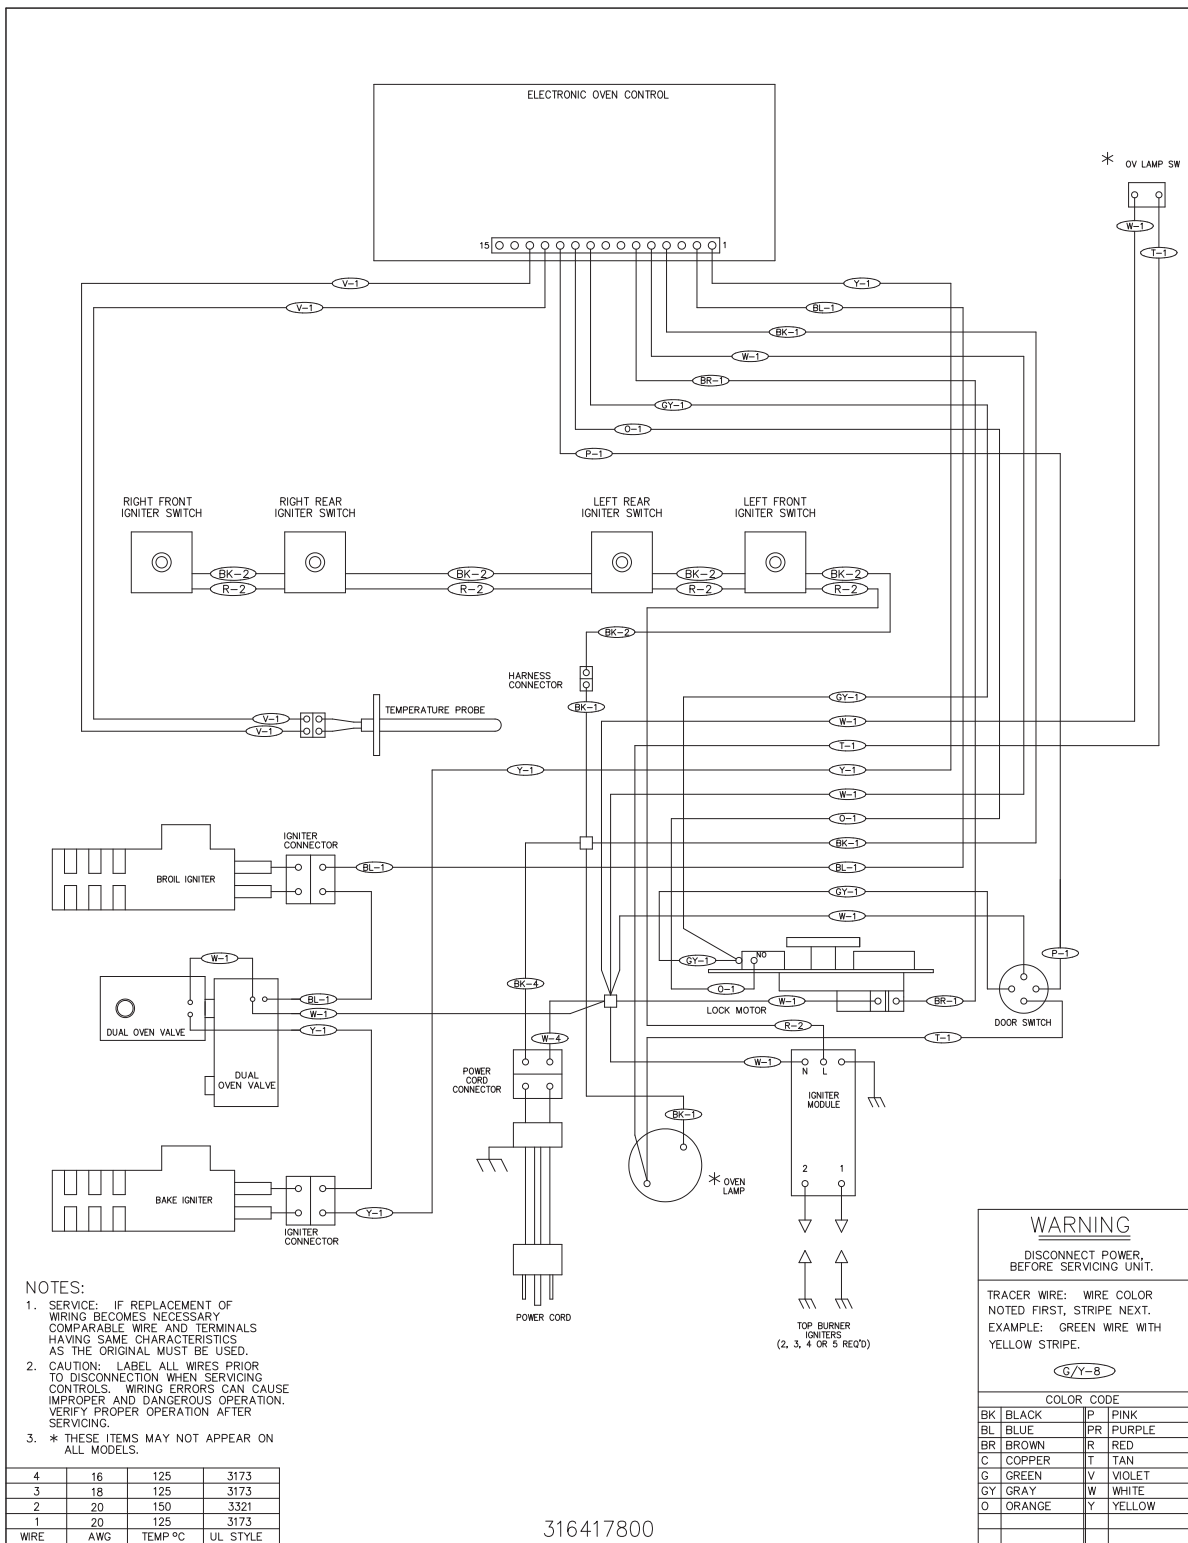 ELECTRONIC OVEN CONTROL
* OV LAMP SW
W-1
T-1
15
1
V-1
Y-1
V-1
BL-1
BK-1
W-1
BR-1
GY-1
O-1
P-1
RIGHT FRONT
IGNITER SWITCH
RIGHT REAR
IGNITER SWITCH
LEFT REAR
IGNITER SWITCH
LEFT FRONT
IGNITER SWITCH
BK-2
BK-2
BK-2
BK-2
R-2
R-2
R-2
R-2
BK-2
HARNESS
CONNECTOR
BK-1
GY-1
V-1
TEMPERATURE PROBE
W-1
V-1
T-1
Y-1
Y-1
W-1
O-1
IGNITER
CONNECTOR
BK-1
BROIL IGNITER
BL-1
BL-1
GY-1
W-1
W-1
GY-1
NO
P-1
BK-4
O-1
DUAL OVEN VALVE
BL-1
W-1
LOCK MOTOR
W-1
BR-1
DOOR SWITCH
Y-1
R-2
W-4
T-1
DUAL
OVEN VALVE
POWER
CORD
CONNECTOR
W-1
N
L
IGNITER
MODULE
BK-1
2
1
* OVEN
LAMP
BAKE IGNITER
Y-1
IGNITER
CONNECTOR
POWER CORD
TOP BURNER
IGNITERS
(2, 3, 4 OR 5 REQ'D)
NOTES:
1. SERVICE: IF REPLACEMENT OF
WIRING BECOMES NECESSARY
COMPARABLE WIRE AND TERMINALS
HAVING SAME CHARACTERISTICS
AS THE ORIGINAL MUST BE USED.
2. CAUTION: LABEL ALL WIRES PRIOR
TO DISCONNECTION WHEN SERVICING
CONTROLS. WIRING ERRORS CAN CAUSE
IMPROPER AND DANGEROUS OPERATION.
VERIFY PROPER OPERATION AFTER
SERVICING.
3. * THESE ITEMS MAY NOT APPEAR ON
ALL MODELS.
4 16 125 3173
3 18 125 3173
2 20 150 3321
1 20 125 3173
WIRE AWG TEMP °C UL STYLE
316417800
WARNING
DISCONNECT POWER,
BEFORE SERVICING UNIT.
TRACER WIRE: WIRE COLOR
NOTED FIRST, STRIPE NEXT.
EXAMPLE: GREEN WIRE WITH
YELLOW STRIPE.
G/Y-8
COLOR CODE
BK BLACK P PINK
BL BLUE PR PURPLE
BR BROWN R RED
C COPPER T TAN
G GREEN V VIOLET
GY GRAY W WHITE
O ORANGE Y YELLOW